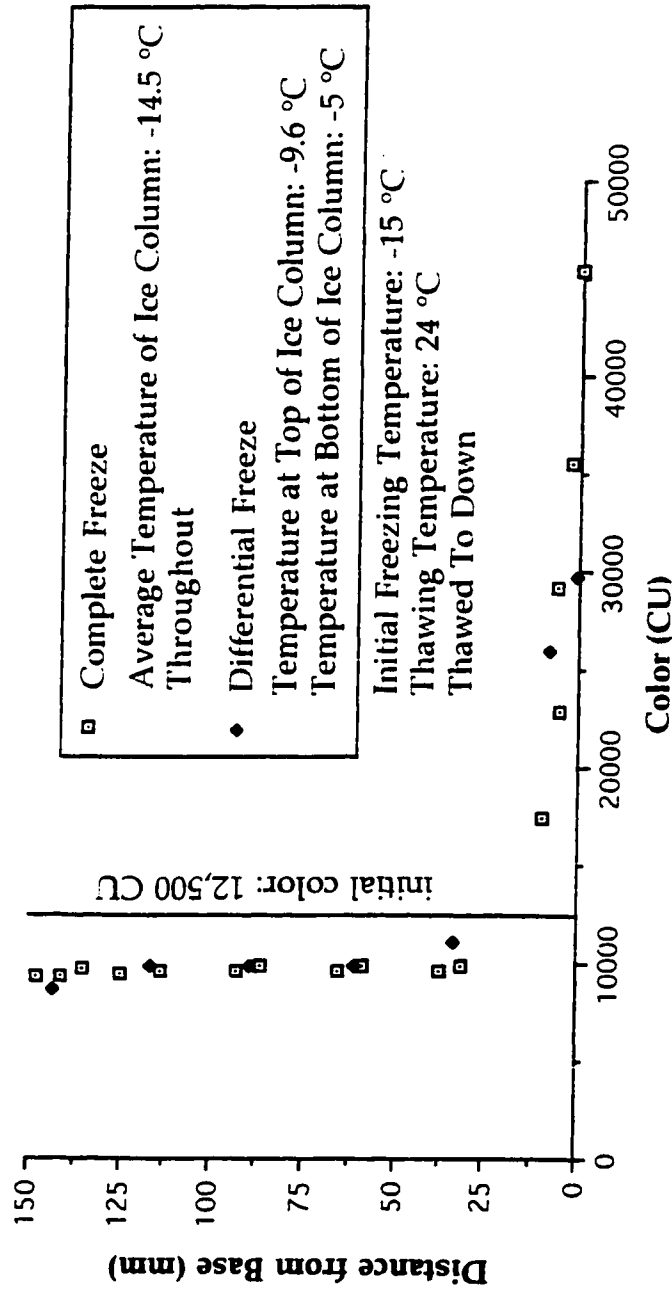 Complete Freeze
Average Temperature of Ice Column: -14.5 °C
Throughout
Differential Freeze
Temperature at Top of Ice Column: -9.6 °C
Temperature at Bottom of Ice Column: -5 °C
Initial Freezing Temperature: -15 °C
Thawing Temperature: 24 °C
Thawed To Down
initial color: 12,500 CU
150
125
100
75
50
25
0
Distance from Base (mm)
0
10000
20000
30000
40000
50000
Color (CU)